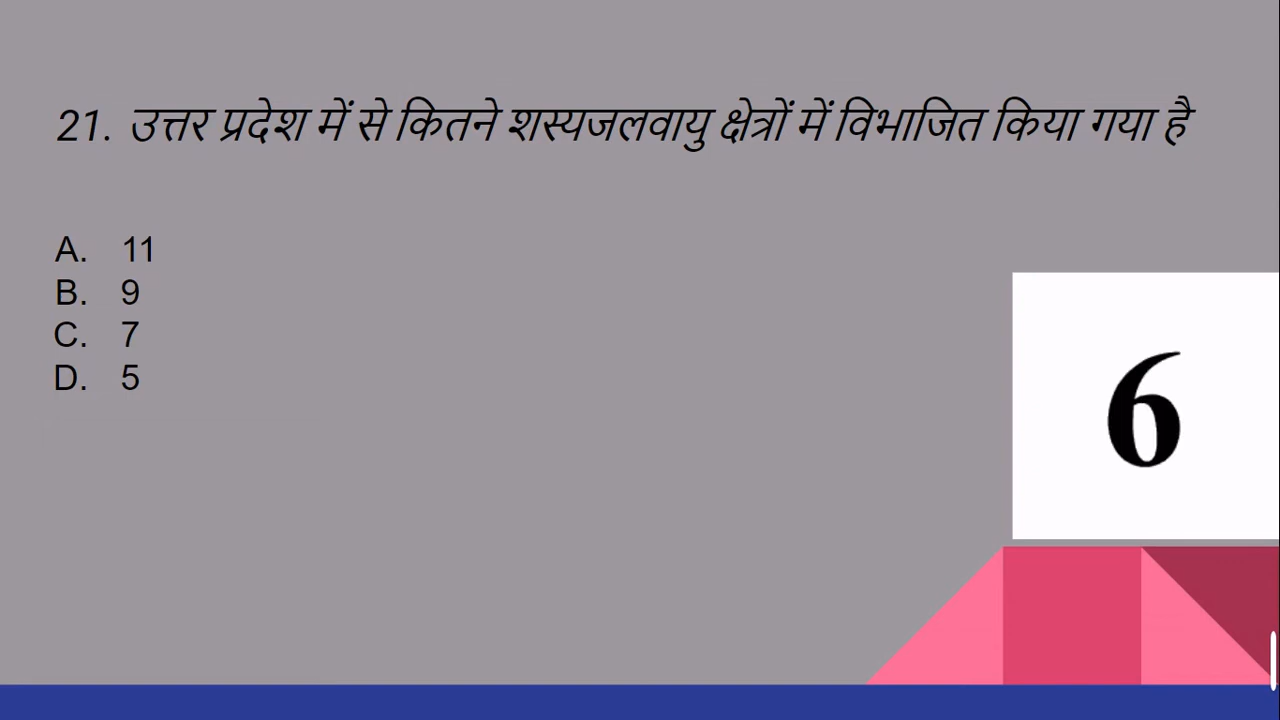 21. उत्तर प्रदेश में से कितने शस्यजलवायु क्षेत्रों में विभाजित किया गया है
A. 11
B. 9
C. 7
D. 5
6